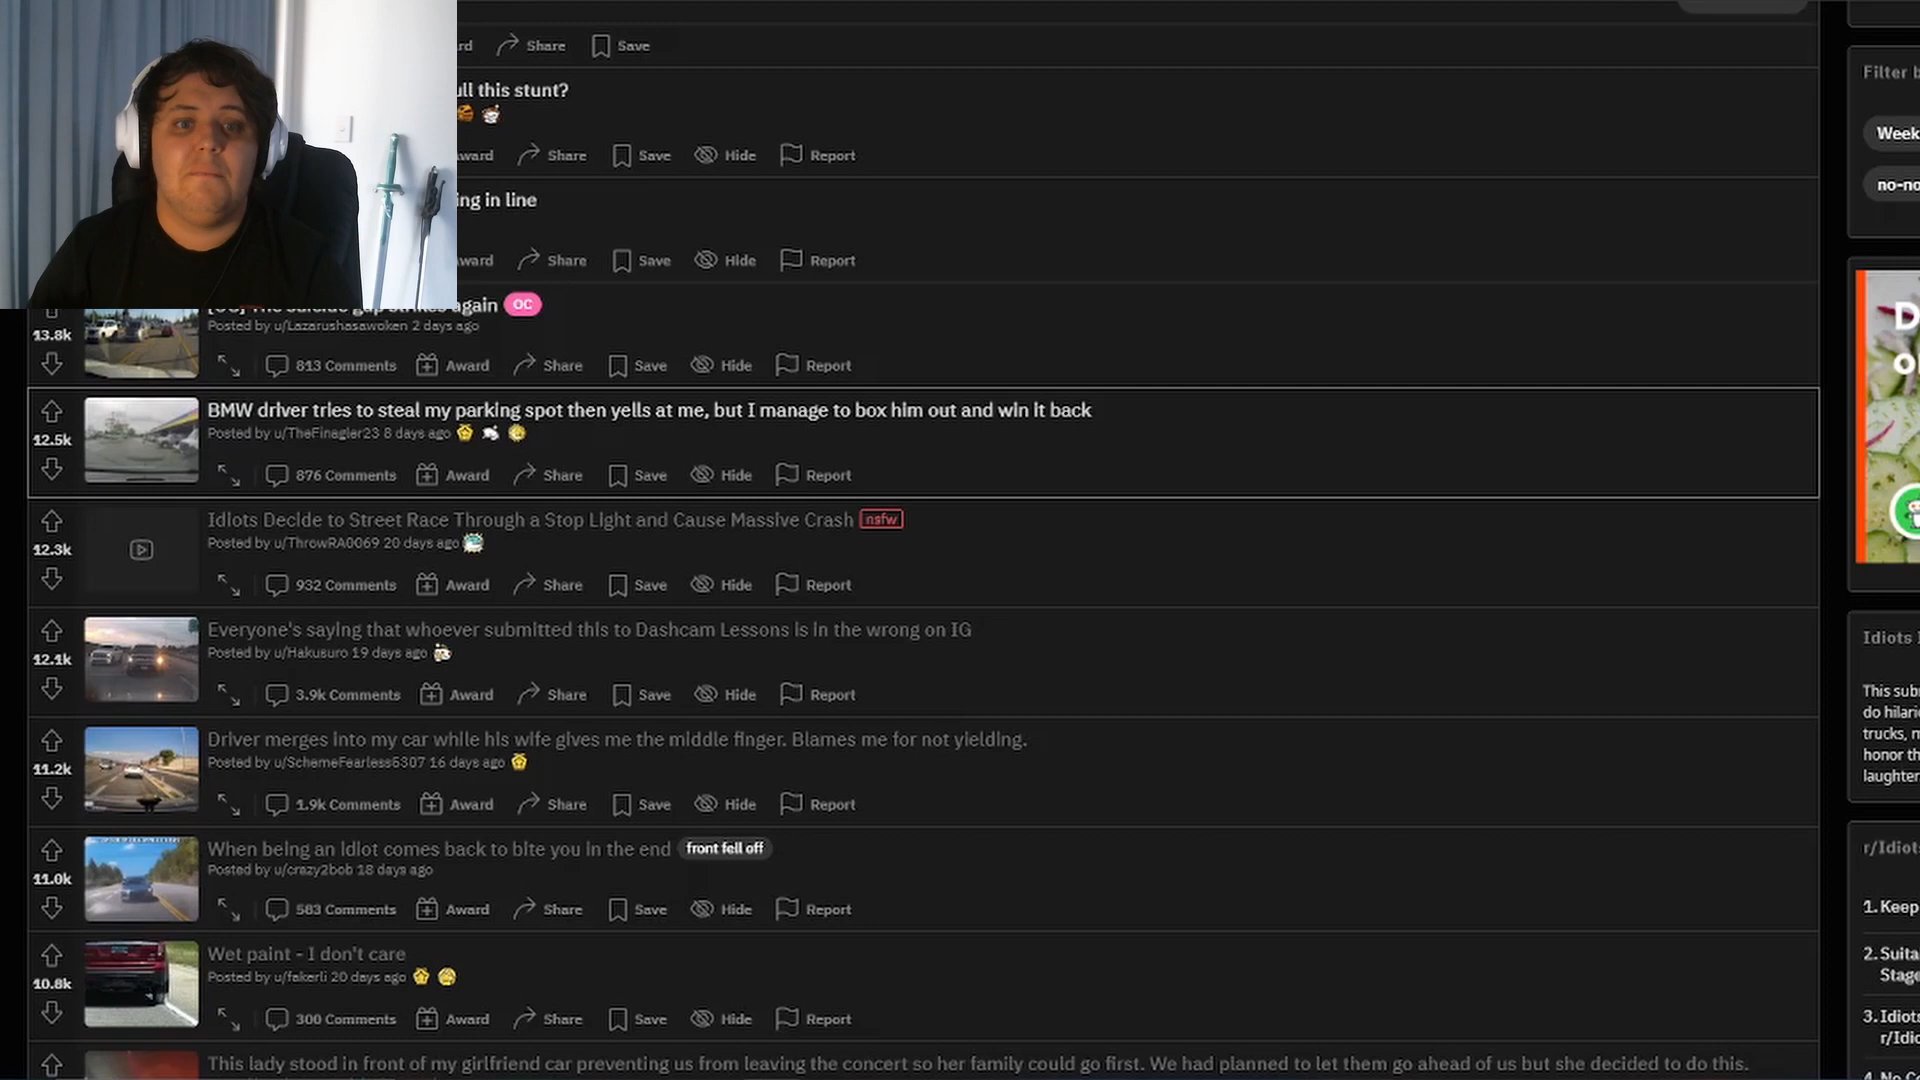 rd Share Save
ull this stunt?
ward Share Save Hide Report
ing in line
ward Share Save Hide Report
again OC
13.8k
Posted by u/Lazarushasawoken 2 days ago
813 Comments Award Share Save Hide Report
BMW driver tries to steal my parking spot then yells at me, but I manage to box him out and win it back
12.5k
Posted by u/TheFinagler23 8 days ago
876 Comments Award Share Save Hide Report
Idiots Decide to Street Race Through a Stop Light and Cause Massive Crash nsfw
12.3k
Posted by u/ThrowRA0069 20 days ago
932 Comments Award Share Save Hide Report
Everyone's saying that whoever submitted this to Dashcam Lessons is in the wrong on IG
12.1k
Posted by u/Hakusuro 19 days ago
3.9k Comments Award Share Save Hide Report
Driver merges into my car while his wife gives me the middle finger. Blames me for not yielding.
11.2k
Posted by u/SchemeFearless5307 16 days ago
1.9k Comments Award Share Save Hide Report
When being an idiot comes back to bite you in the end front fell off
11.0k
Posted by u/crazy2bob 18 days ago
583 Comments Award Share Save Hide Report
Wet paint - I don't care
10.8k
Posted by u/fakerli 20 days ago
300 Comments Award Share Save Hide Report
This lady stood in front of my girlfriend car preventing us from leaving the concert so her family could go first. We had planned to let them go ahead of us but she decided to do this.
Filter b
Week
no-no
D
o
Idiots I
This sub
do hilari
trucks, m
honor th
laughter
r/Idiot
1. Keep
2. Suita
Stage
3. Idiots
r/Idio
4. No C